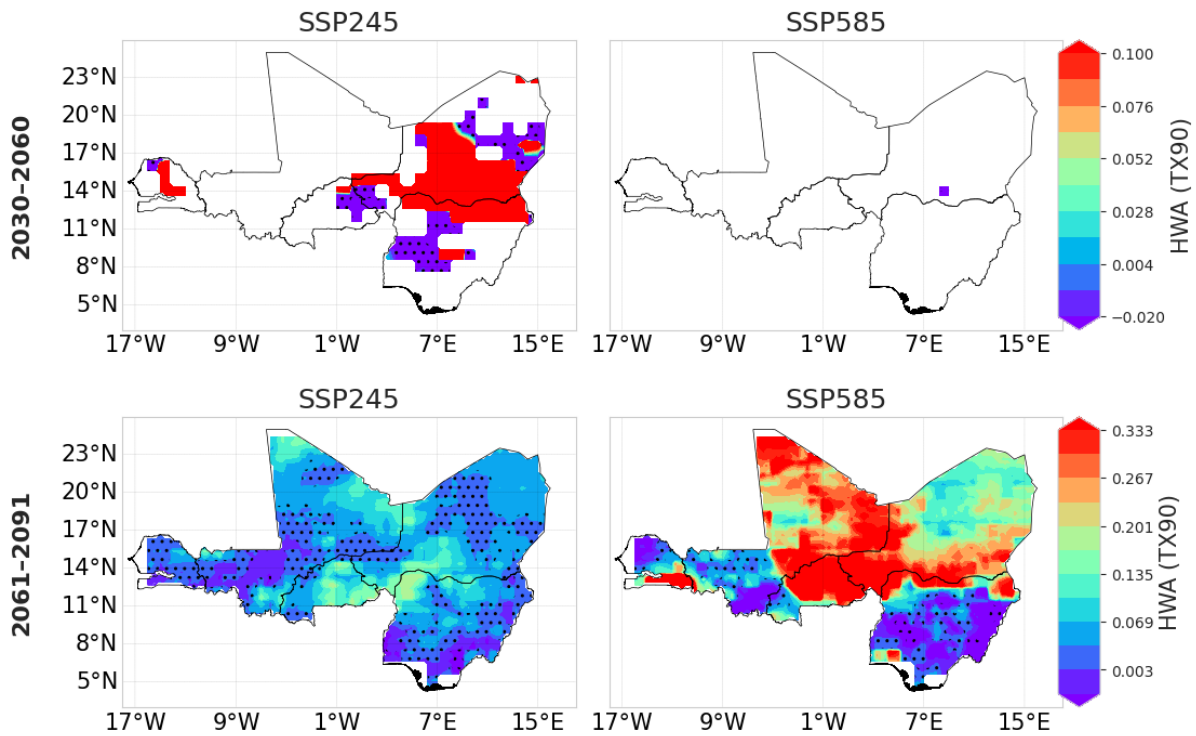 SSP245
SSP585
23°N
20°N
17°N
14°N
11°N
8°N
5°N
2030-2060
17°W
9°W
1°W
7°E
15°E
17°W
9°W
1°W
7°E
15°E
0.100
0.076
0.052
0.028
0.004
−0.020
HWA (TX90)
SSP245
SSP585
23°N
20°N
17°N
14°N
11°N
8°N
5°N
2061-2091
17°W
9°W
1°W
7°E
15°E
17°W
9°W
1°W
7°E
15°E
0.333
0.267
0.201
0.135
0.069
0.003
HWA (TX90)